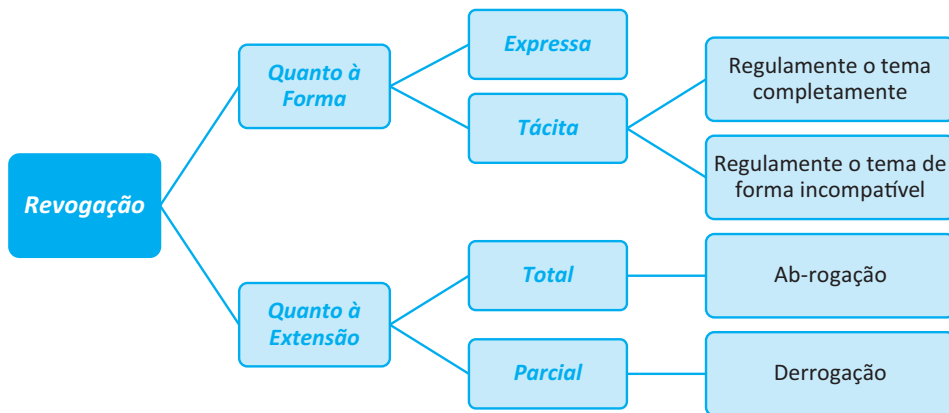 Revogação
Quanto à
Forma
Expressa
Tácita
Regulamente o tema
completamente
Regulamente o tema de
forma incompatível
Quanto à
Extensão
Total
Ab-rogação
Parcial
Derrogação